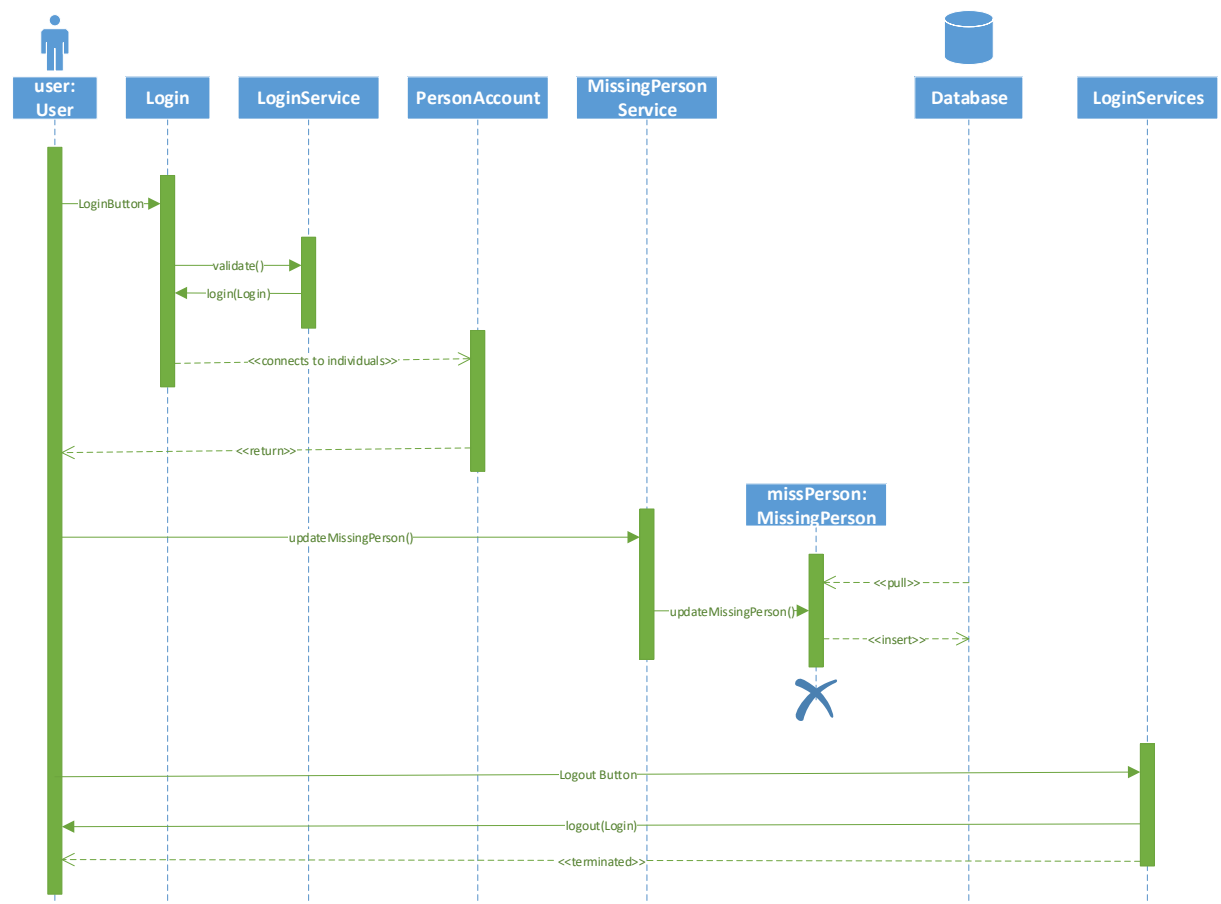 user:
User
Login
LoginService
PersonAccount
MissingPerson
Service
Database
LoginServices
LoginButton
validate()
login(Login)
<<connects to individuals>>
<<return>>
missPerson:
MissingPerson
updateMissingPerson()
<<pull>>
updateMissingPerson()
<<insert>>
Logout Button
logout(Login)
<<terminated>>